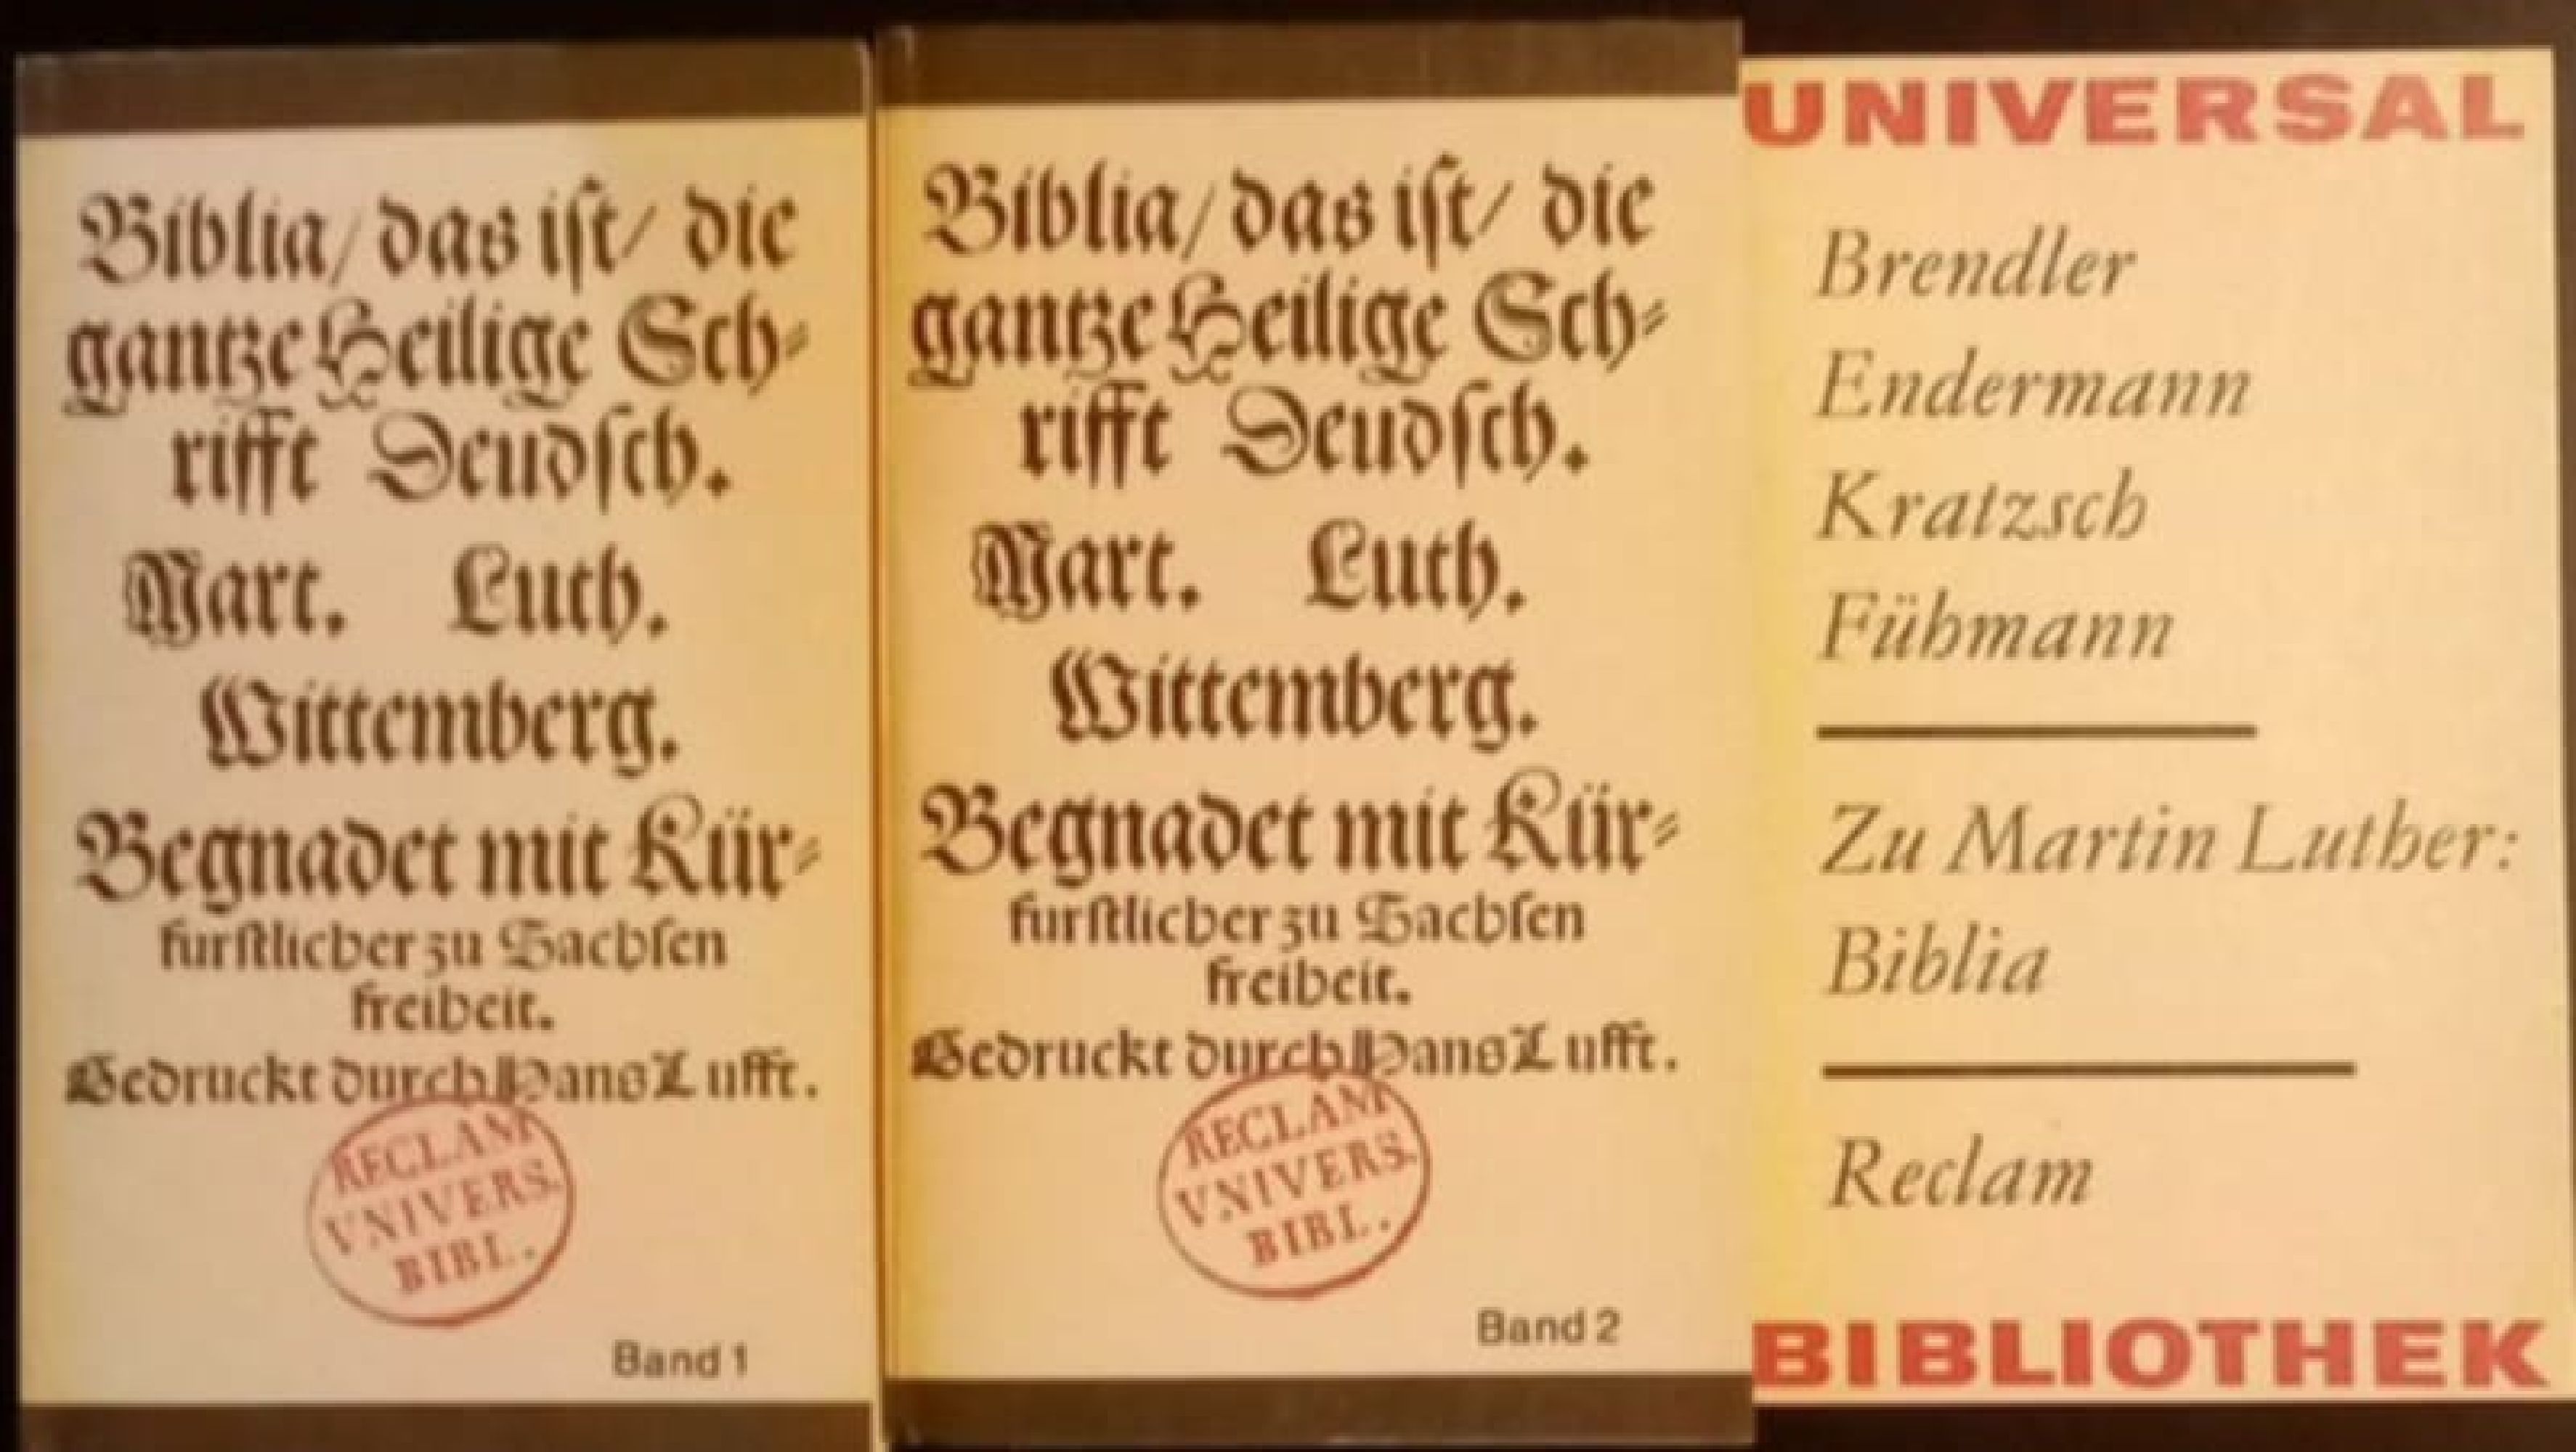 Biblia/ das ist/ die
gantze Heilige Sch⸗
rifft Deudsch.
Mart. Luth.
Wittemberg.
Begnadet mit Kür⸗
furstlicher zu Sachsen
freiheit.
Gedruckt durch Hans Lufft.
RECLAM
VNIVERS.
BIBL.
Band 1
Biblia/ das ist/ die
gantze Heilige Sch⸗
rifft Deudsch.
Mart. Luth.
Wittemberg.
Begnadet mit Kür⸗
furstlicher zu Sachsen
freiheit.
Gedruckt durch Hans Lufft.
RECLAM
VNIVERS.
BIBL.
Band 2
UNIVERSAL
Brendler
Endermann
Kratzsch
Fühmann
Zu Martin Luther:
Biblia
Reclam
BIBLIOTHEK